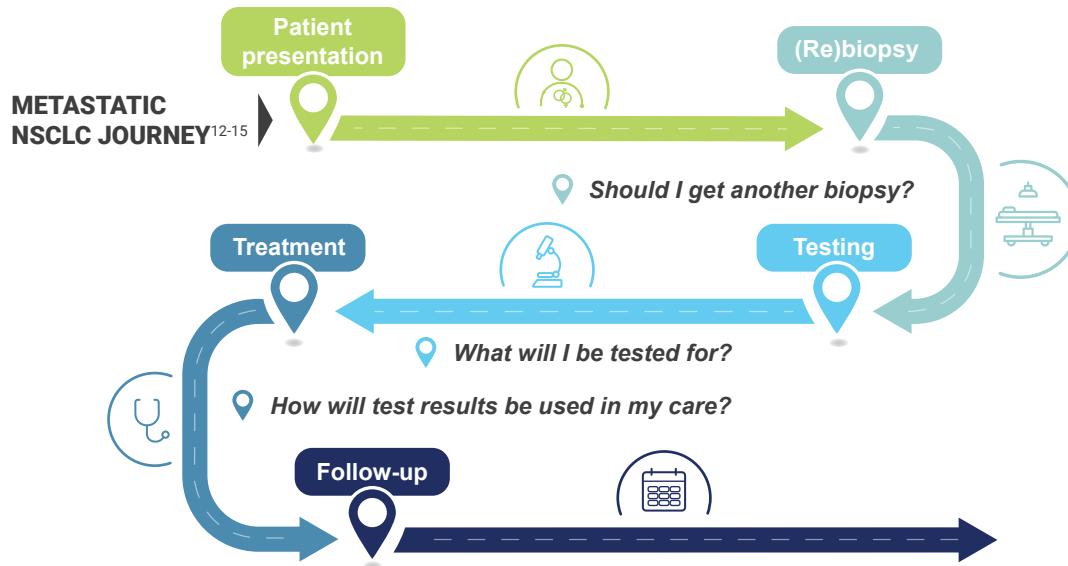 Patient
presentation
(Re)biopsy
METASTATIC
NSCLC JOURNEY12-15
Should I get another biopsy?
Treatment
Testing
What will I be tested for?
How will test results be used in my care?
Follow-up